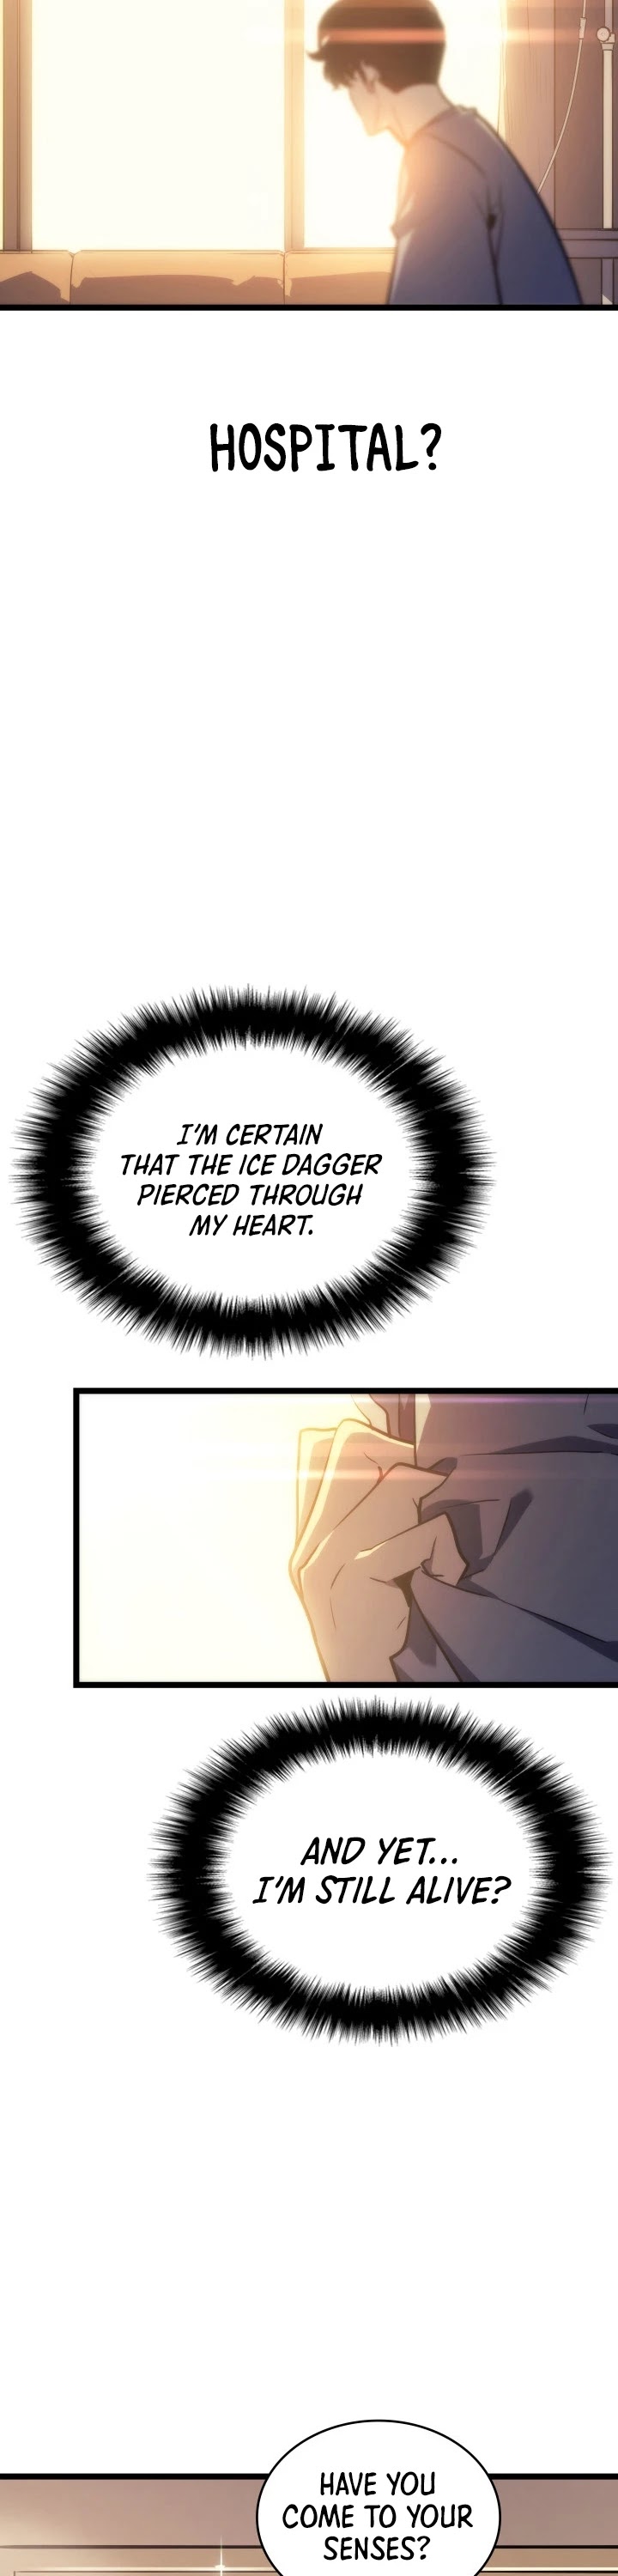 HOSPITAL?
I'M CERTAIN
THAT THE ICE DAGGER
PIERCED THROUGH
MY HEART.
AND YET...
I'M STILL ALIVE?
HAVE YOU
COME TO YOUR
SENSES?